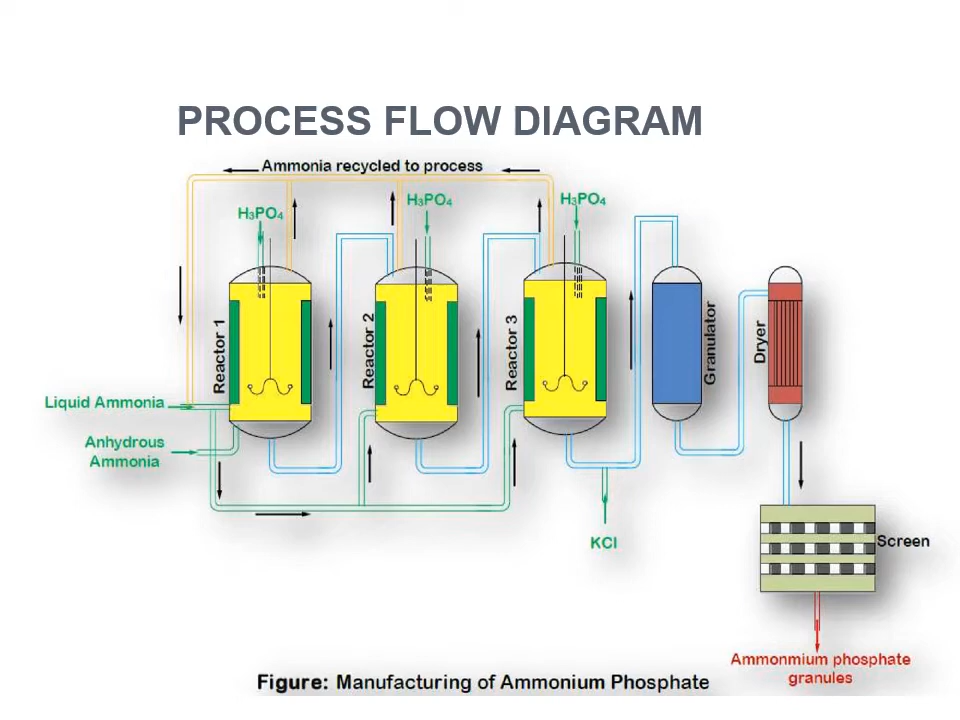 PROCESS FLOW DIAGRAM
Ammonia recycled to process
H₃PO₄
H₃PO₄
H₃PO₄
Reactor 1
Reactor 2
Reactor 3
Granulator
Dryer
Liquid Ammonia
Anhydrous
Ammonia
KCl
Screen
Ammonmium phosphate
granules
Figure: Manufacturing of Ammonium Phosphate